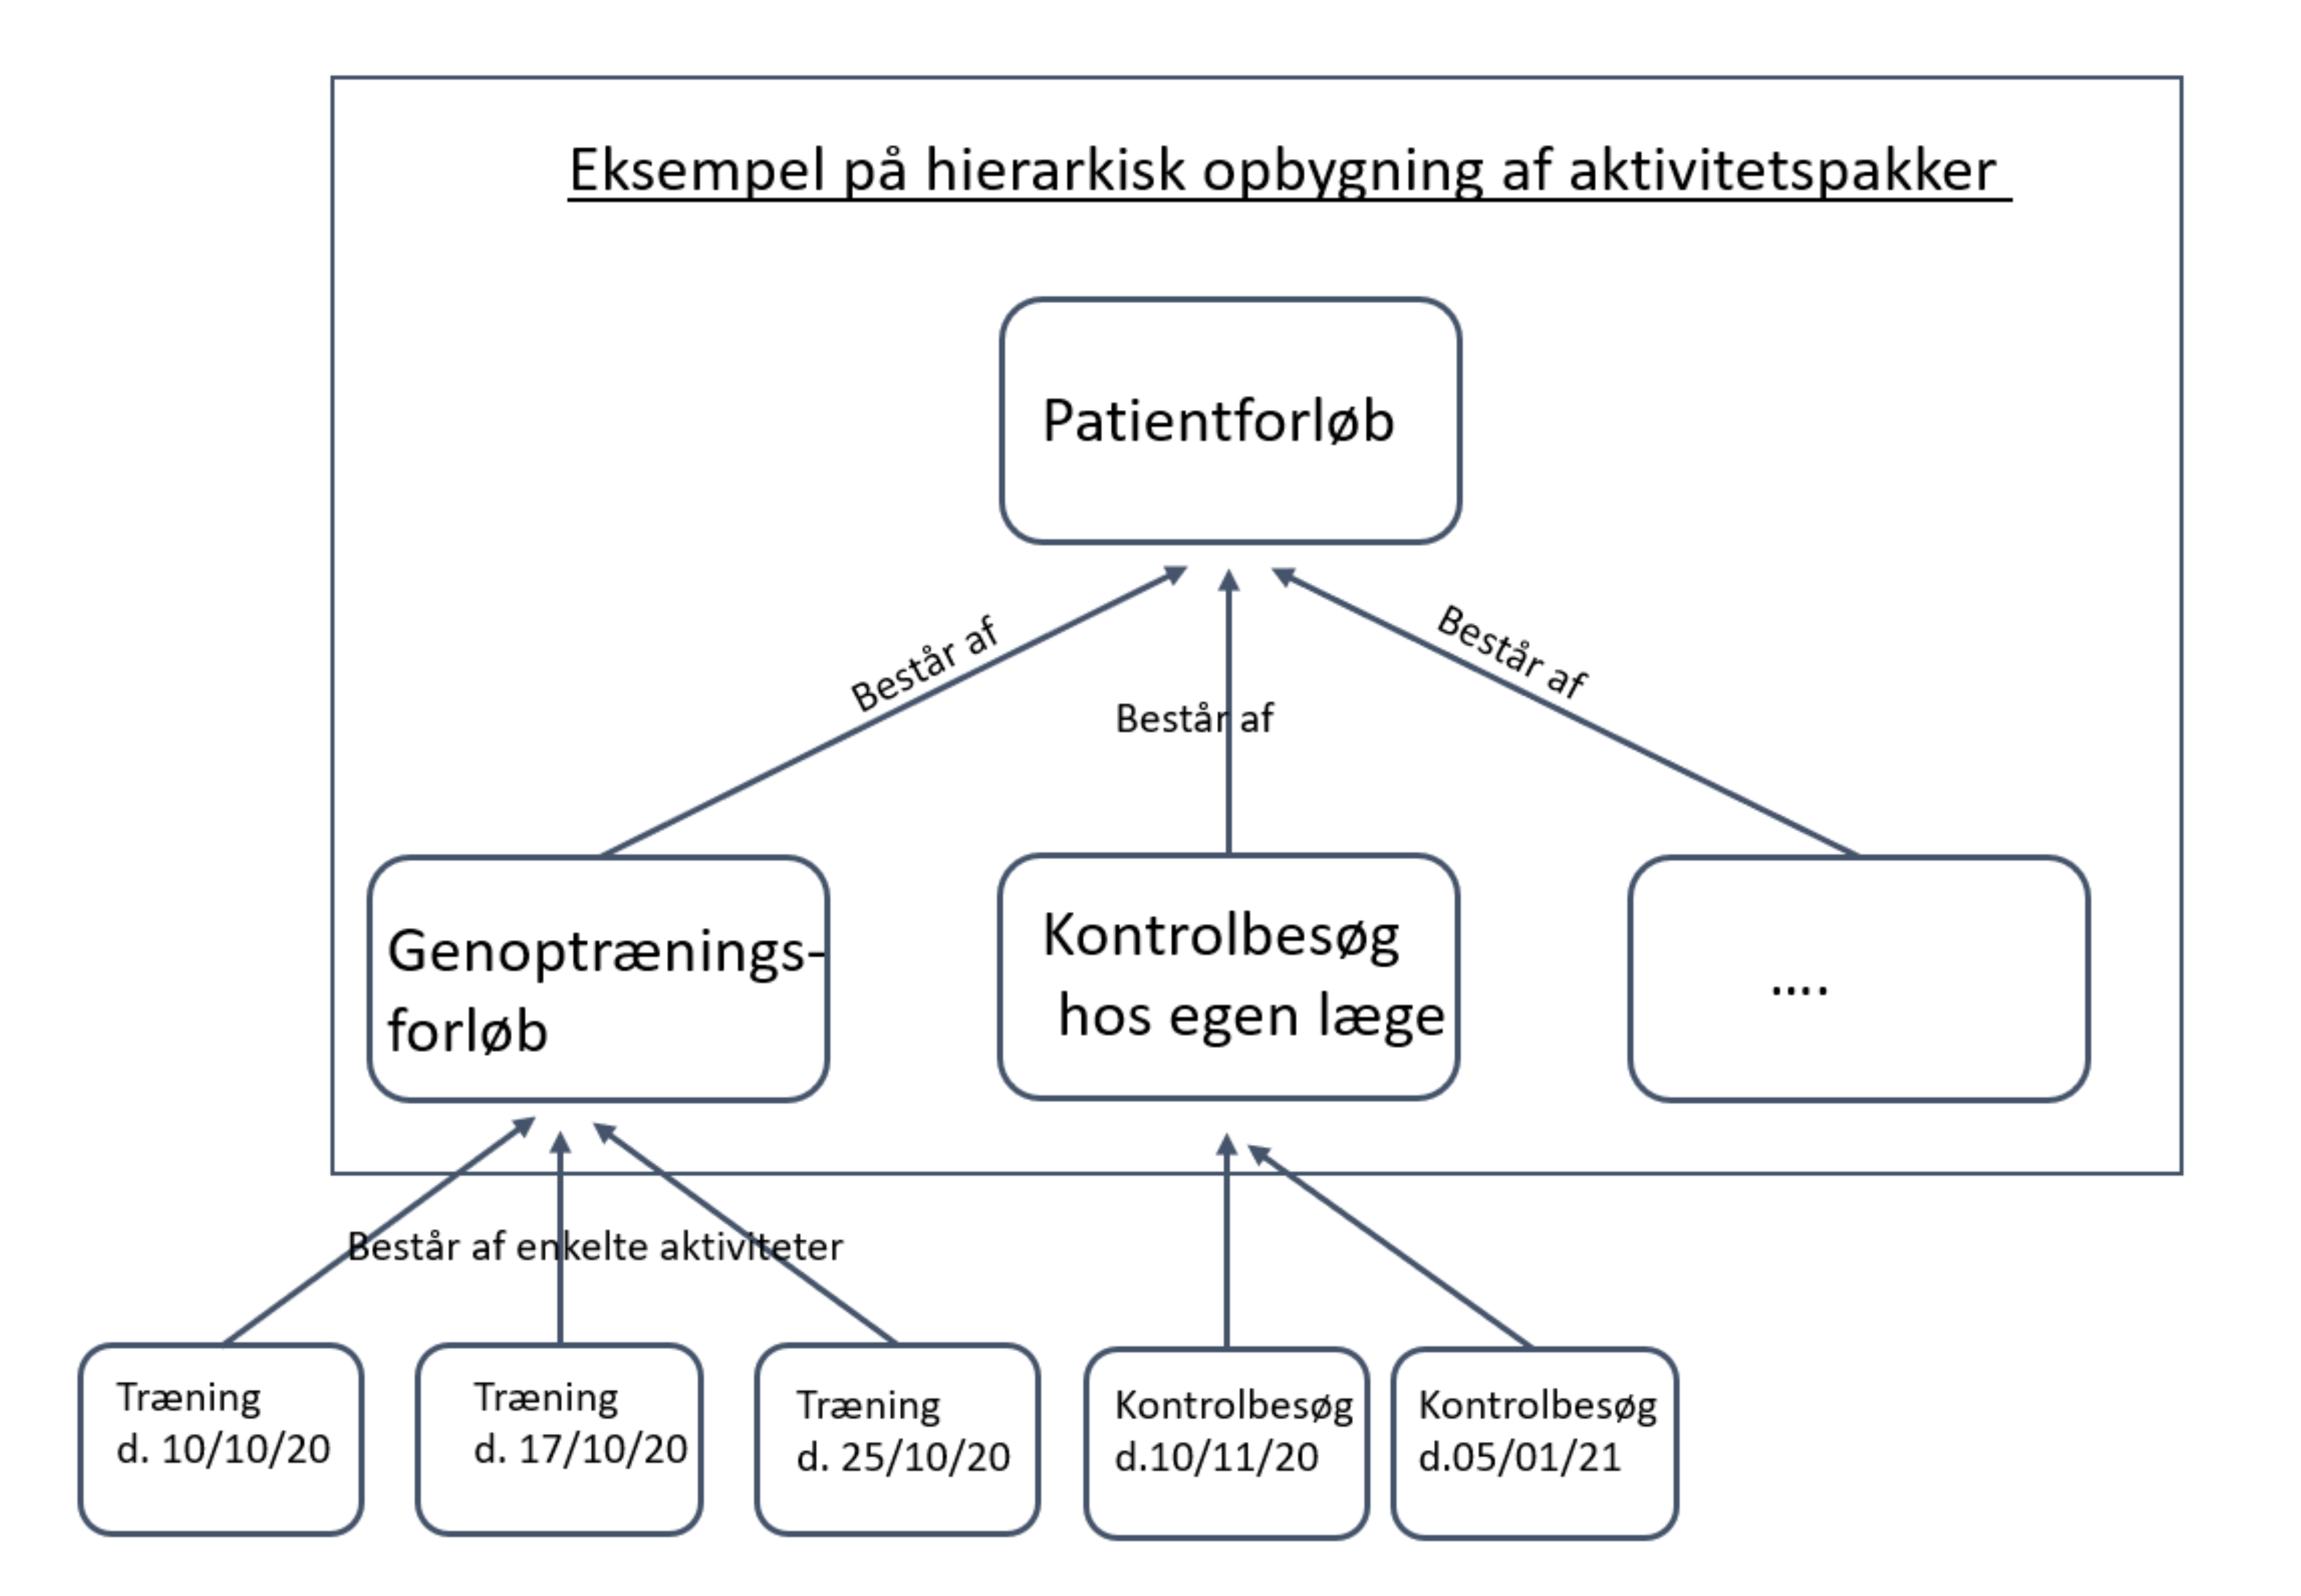 Eksempel på hierarkisk opbygning af aktivitetspakker
Patientforløb
Består af
Består af
Består af
Genoptrænings-
forløb
Kontrolbesøg
hos egen læge
....
Består af enkelte aktiviteter
Træning
d. 10/10/20
Træning
d. 17/10/20
Træning
d. 25/10/20
Kontrolbesøg
d.10/11/20
Kontrolbesøg
d.05/01/21